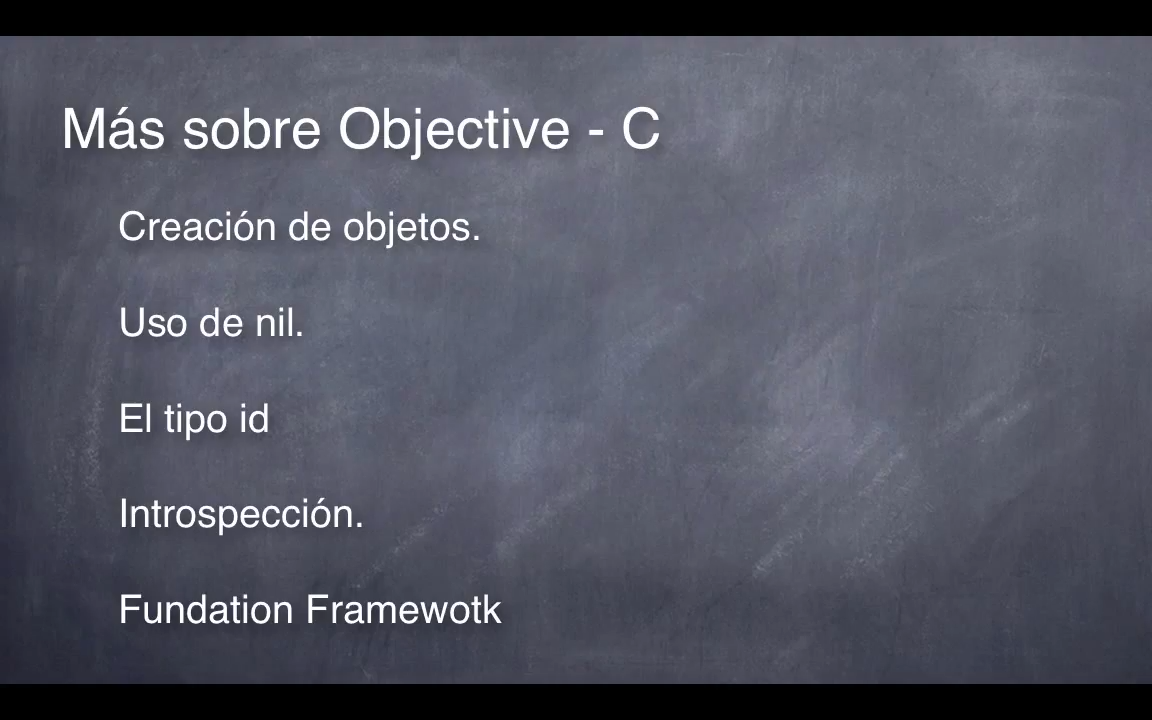 Más sobre Objective - C
Creación de objetos.
Uso de nil.
El tipo id
Introspección.
Fundation Framewotk